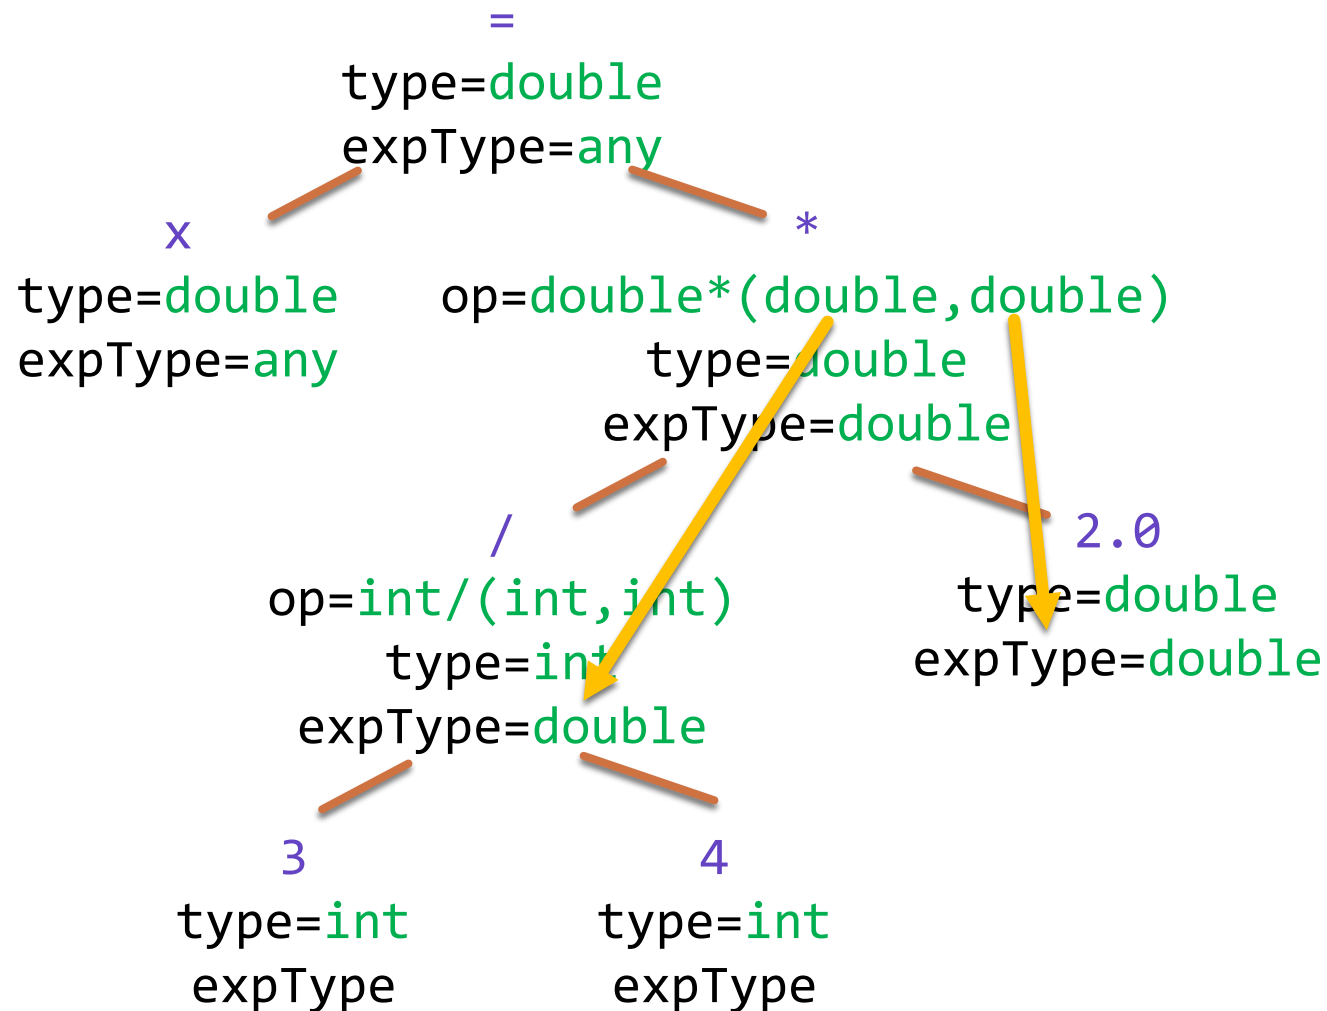 =
type=double
expType=any
x
type=double
expType=any
*
op=double*(double,double)
type=double
expType=double
/
op=int/(int,int)
type=int
expType=double
2.0
type=double
expType=double
3
type=int
expType
4
type=int
expType